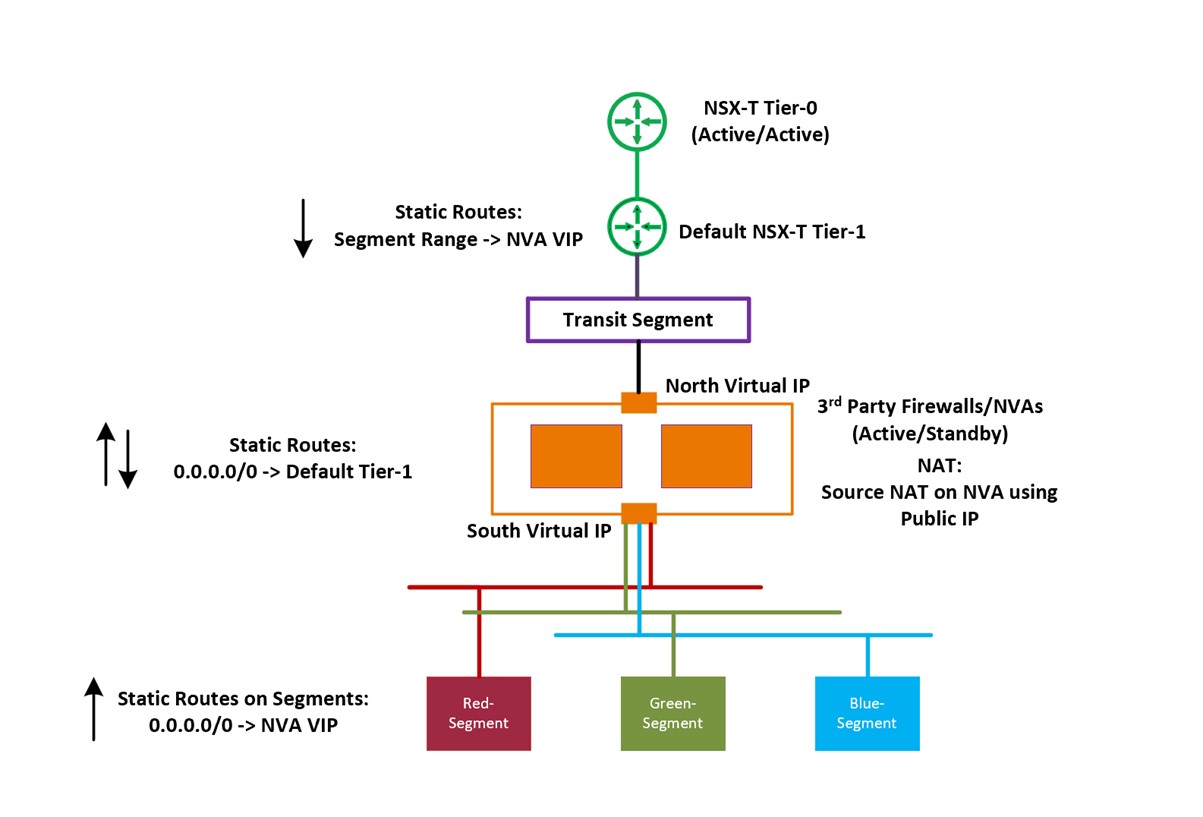 NSX-T Tier-0
(Active/Active)
Static Routes:
Segment Range -> NVA VIP
Default NSX-T Tier-1
Transit Segment
North Virtual IP
3rd Party Firewalls/NVAs
(Active/Standby)
Static Routes:
0.0.0.0/0 -> Default Tier-1
NAT:
Source NAT on NVA using
Public IP
South Virtual IP
Static Routes on Segments:
0.0.0.0/0 -> NVA VIP
Red-
Segment
Green-
Segment
Blue-
Segment